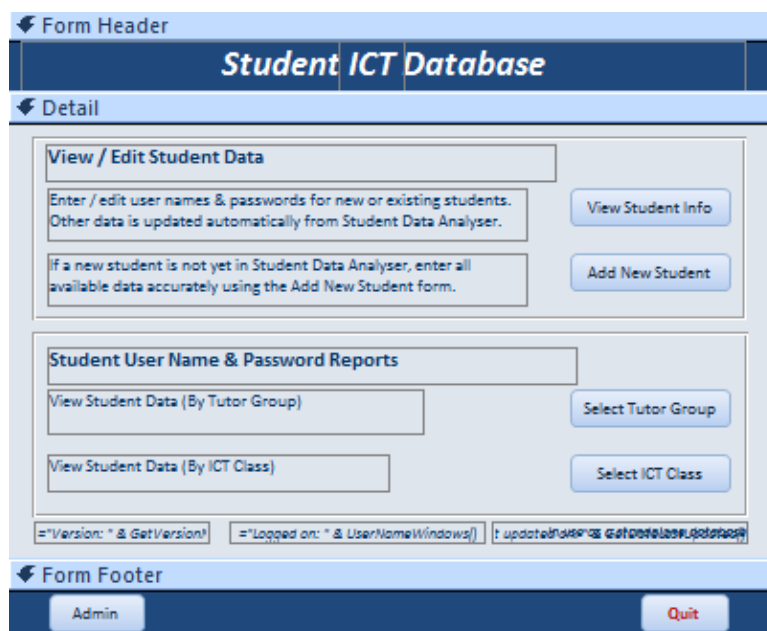 Form Header
Student ICT Database
Detail
View / Edit Student Data
Enter / edit user names & passwords for new or existing students.
Other data is updated automatically from Student Data Analyser.
View Student Info
If a new student is not yet in Student Data Analyser, enter all
available data accurately using the Add New Student form.
Add New Student
Student User Name & Password Reports
View Student Data (By Tutor Group)
Select Tutor Group
View Student Data (By ICT Class)
Select ICT Class
="Version: " & GetVersion
="Logged on: " & UserNameWindows()
t updated
Form Footer
Admin
Quit